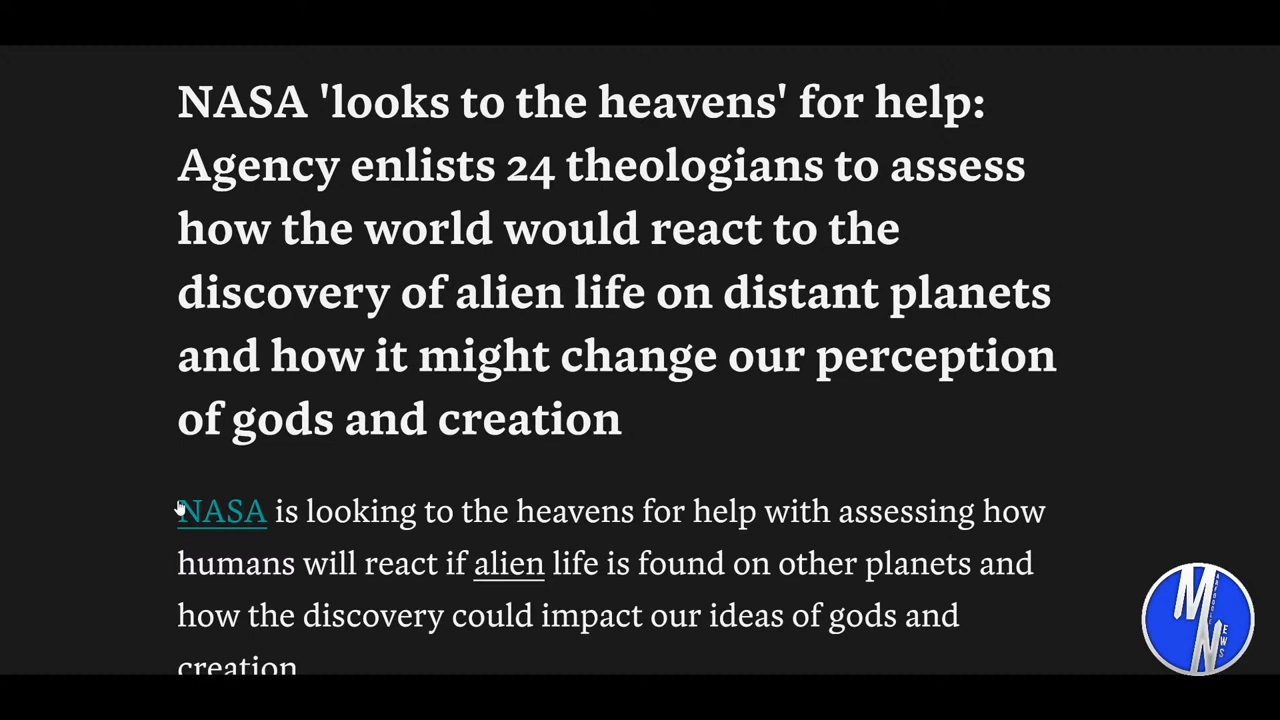 NASA 'looks to the heavens' for help:
Agency enlists 24 theologians to assess
how the world would react to the
discovery of alien life on distant planets
and how it might change our perception
of gods and creation
NASA is looking to the heavens for help with assessing how
humans will react if alien life is found on other planets and
how the discovery could impact our ideas of gods and
creation
M
N
EWS